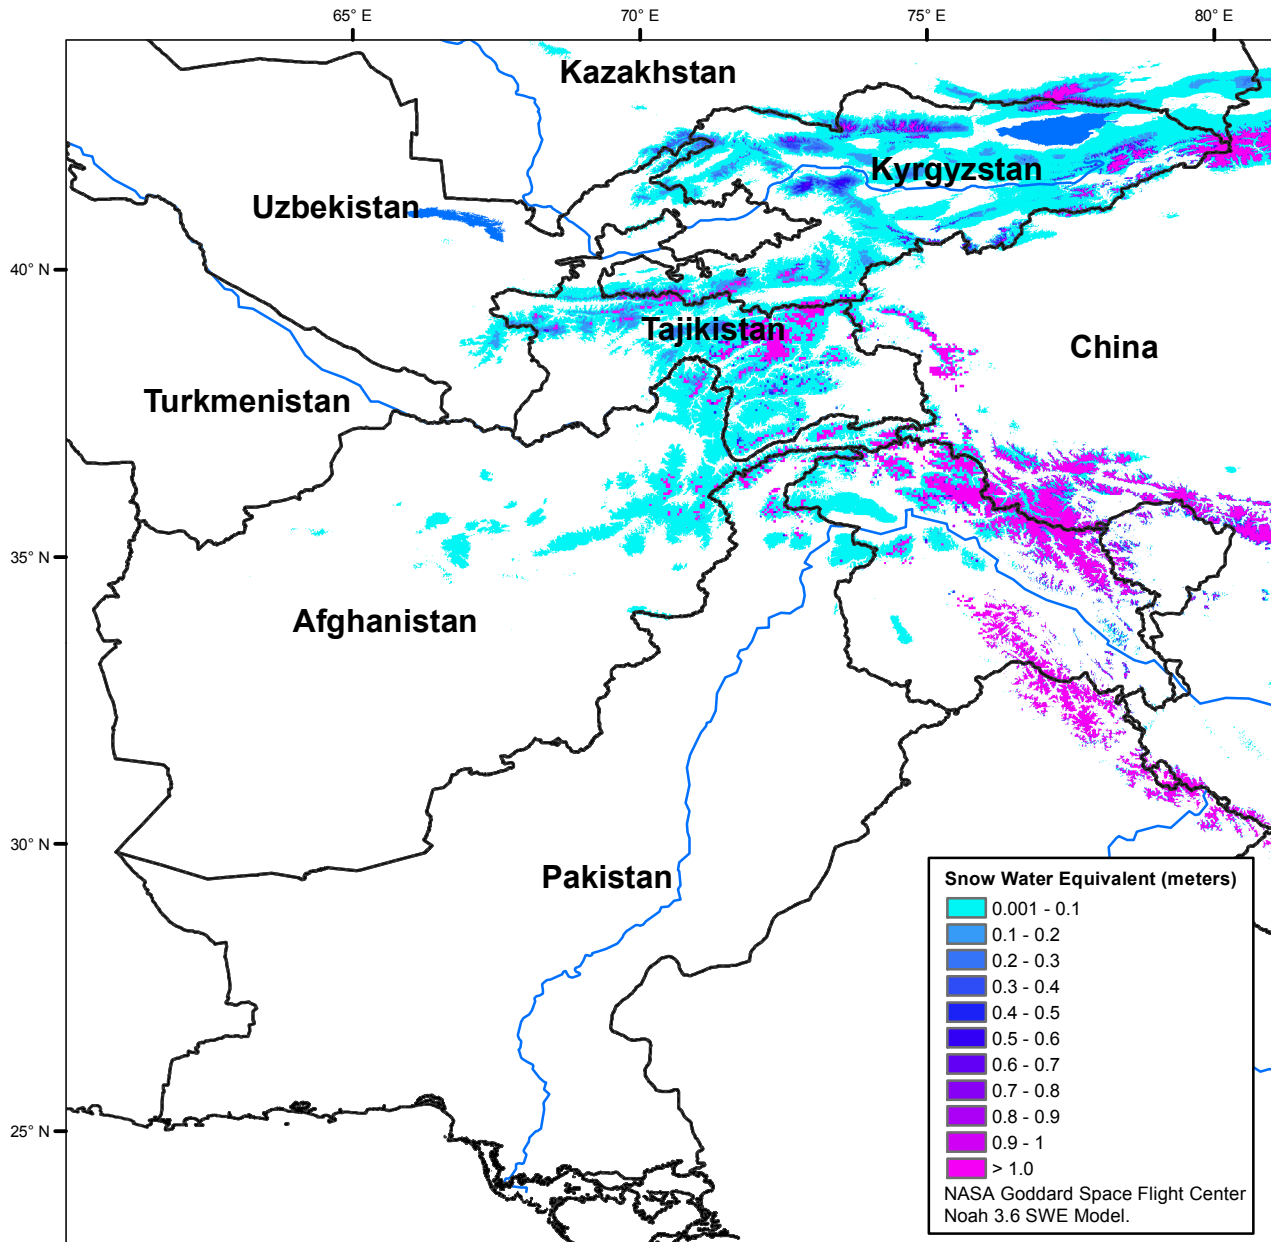 65° E
70° E
75° E
80° E
Kazakhstan
Kyrgyzstan
Uzbekistan
40° N
Tajikistan
China
Turkmenistan
35° N
Afghanistan
30° N
Pakistan
Snow Water Equivalent (meters)
0.001 - 0.1
0.1 - 0.2
0.2 - 0.3
0.3 - 0.4
0.4 - 0.5
0.5 - 0.6
0.6 - 0.7
0.7 - 0.8
0.8 - 0.9
0.9 - 1
> 1.0
NASA Goddard Space Flight Center
Noah 3.6 SWE Model.
25° N